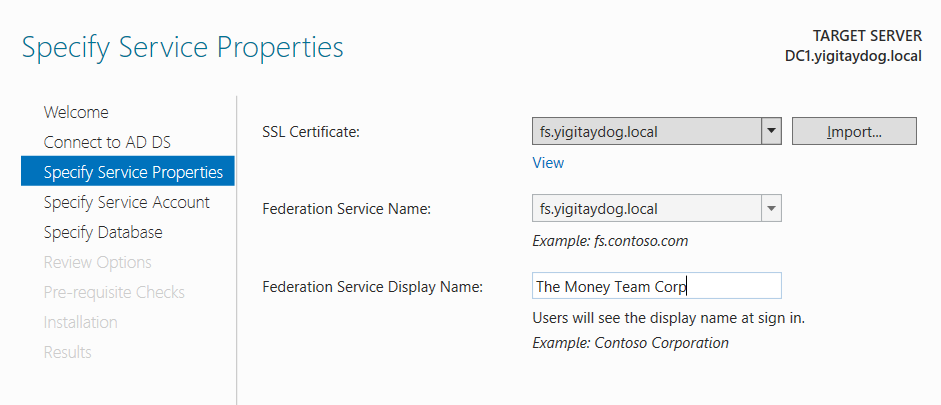 Specify Service Properties
TARGET SERVER
DC1.yigitaydog.local
Welcome
Connect to AD DS
Specify Service Properties
Specify Service Account
Specify Database
Review Options
Pre-requisite Checks
Installation
Results
SSL Certificate:
fs.yigitaydog.local
Import...
View
Federation Service Name:
fs.yigitaydog.local
Example: fs.contoso.com
Federation Service Display Name:
The Money Team Corp
Users will see the display name at sign in.
Example: Contoso Corporation